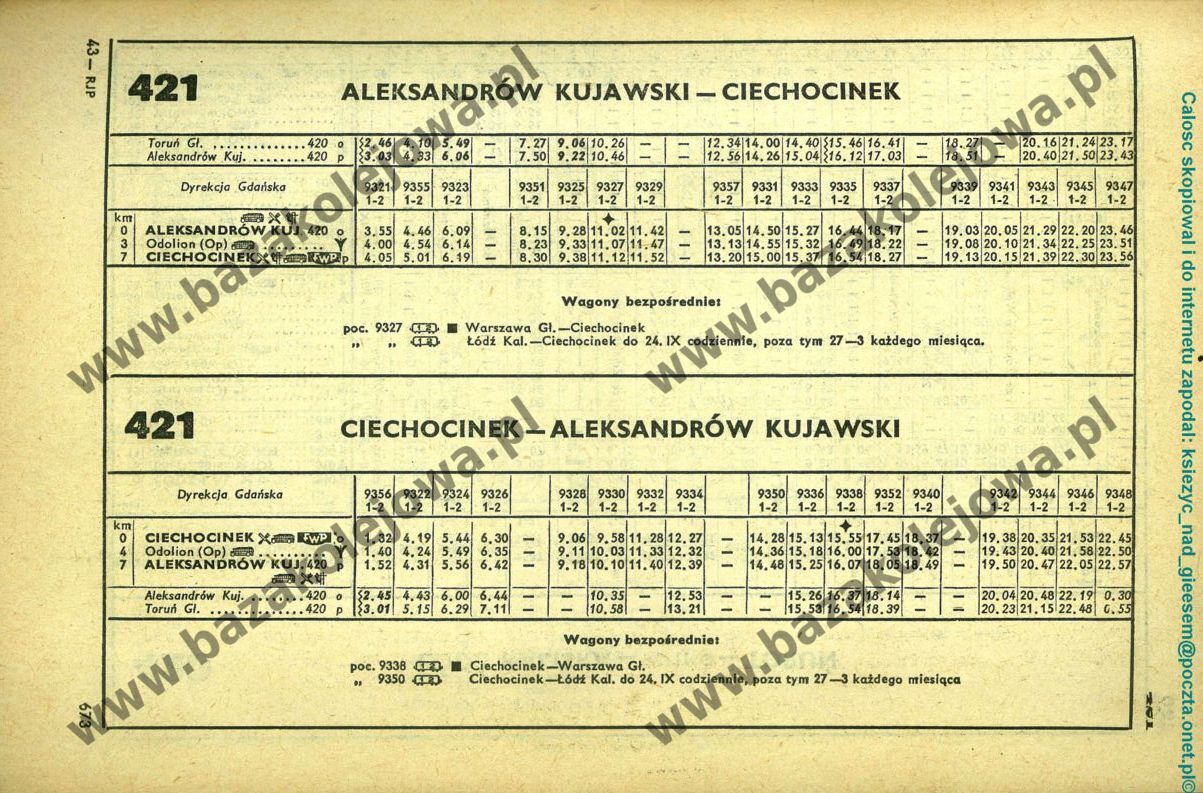 43 — RJP
421 ALEKSANDRÓW KUJAWSKI — CIECHOCINEK
Toruń Gł. .............. 420 o 2.46 4.10 5.49 — 7.27 9.06 10.26 — — 12.34 14.00 14.40 15.46 16.41 — 18.27 — 20.16 21.24 23.17
Aleksandrów Kuj. ......... 420 p 3.03 4.33 6.06 — 7.50 9.22 10.46 — — 12.56 14.26 15.04 16.12 17.03 — 18.51 — 20.40 21.50 23.43
Dyrekcja Gdańska 9321 9355 9323 9351 9325 9327 9329 9357 9331 9333 9335 9337 9339 9341 9343 9345 9347
1-2 1-2 1-2 1-2 1-2 1-2 1-2 1-2 1-2 1-2 1-2 1-2 1-2 1-2 1-2 1-2 1-2
km
0 ALEKSANDRÓW KUJ. 420 o 3.55 4.46 6.09 — 8.15 9.28 11.02 11.42 — 13.05 14.50 15.27 16.44 18.17 — 19.03 20.05 21.29 22.20 23.46
3 Odolion (Op) 4.00 4.54 6.14 — 8.23 9.33 11.07 11.47 — 13.13 14.55 15.32 16.49 18.22 — 19.08 20.10 21.34 22.25 23.51
7 CIECHOCINEK FWP p 4.05 5.01 6.19 — 8.30 9.38 11.12 11.52 — 13.20 15.00 15.37 16.54 18.27 — 19.13 20.15 21.39 22.30 23.56
Wagony bezpośrednie:
poc. 9327 1-2 ■ Warszawa Gł.—Ciechocinek
„ „ 1-2 Łódź Kal.—Ciechocinek do 24. IX codziennie, poza tym 27—3 każdego miesiąca.
421 CIECHOCINEK — ALEKSANDRÓW KUJAWSKI
Dyrekcja Gdańska 9356 9322 9324 9326 9328 9330 9332 9334 9350 9336 9338 9352 9340 9342 9344 9346 9348
1-2 1-2 1-2 1-2 1-2 1-2 1-2 1-2 1-2 1-2 1-2 1-2 1-2 1-2 1-2 1-2 1-2
km
0 CIECHOCINEK FWP o 1.32 4.19 5.44 6.30 — 9.06 9.58 11.28 12.27 — 14.28 15.13 15.55 17.45 18.37 — 19.38 20.35 21.53 22.45
4 Odolion (Op) ......... 1.40 4.24 5.49 6.35 — 9.11 10.03 11.33 12.32 — 14.36 15.18 16.00 17.53 18.42 — 19.43 20.40 21.58 22.50
7 ALEKSANDRÓW KUJ. 420 p 1.52 4.31 5.56 6.42 — 9.18 10.10 11.40 12.39 — 14.48 15.25 16.07 18.05 18.49 — 19.50 20.47 22.05 22.57
Aleksandrów Kuj. ......... 420 o 2.45 4.43 6.00 6.44 — — 10.35 — 12.53 — — 15.26 16.37 18.14 — — 20.04 20.48 22.19 0.30
Toruń Gł. .............. 420 p 3.01 5.15 6.29 7.11 — — 10.58 — 13.21 — — 15.53 16.54 18.39 — — 20.23 21.15 22.48 0.55
Wagony bezpośrednie:
poc. 9338 1-2 ■ Ciechocinek—Warszawa Gł.
„ 9350 1-2 Ciechocinek—Łódź Kal. do 24. IX codziennie, poza tym 27—3 każdego miesiąca
673
www.bazakolejowa.pl
www.bazakolejowa.pl
www.bazakolejowa.pl
www.bazakolejowa.pl
Calosc skopiowal i do internetu zapodal: ksiezyc_nad_gieesem@poczta.onet.pl©